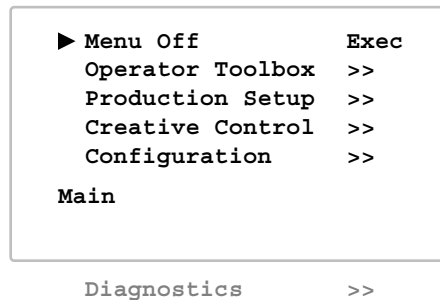 ▶ Menu Off Exec
Operator Toolbox >>
Production Setup >>
Creative Control >>
Configuration >>
Main
Diagnostics >>